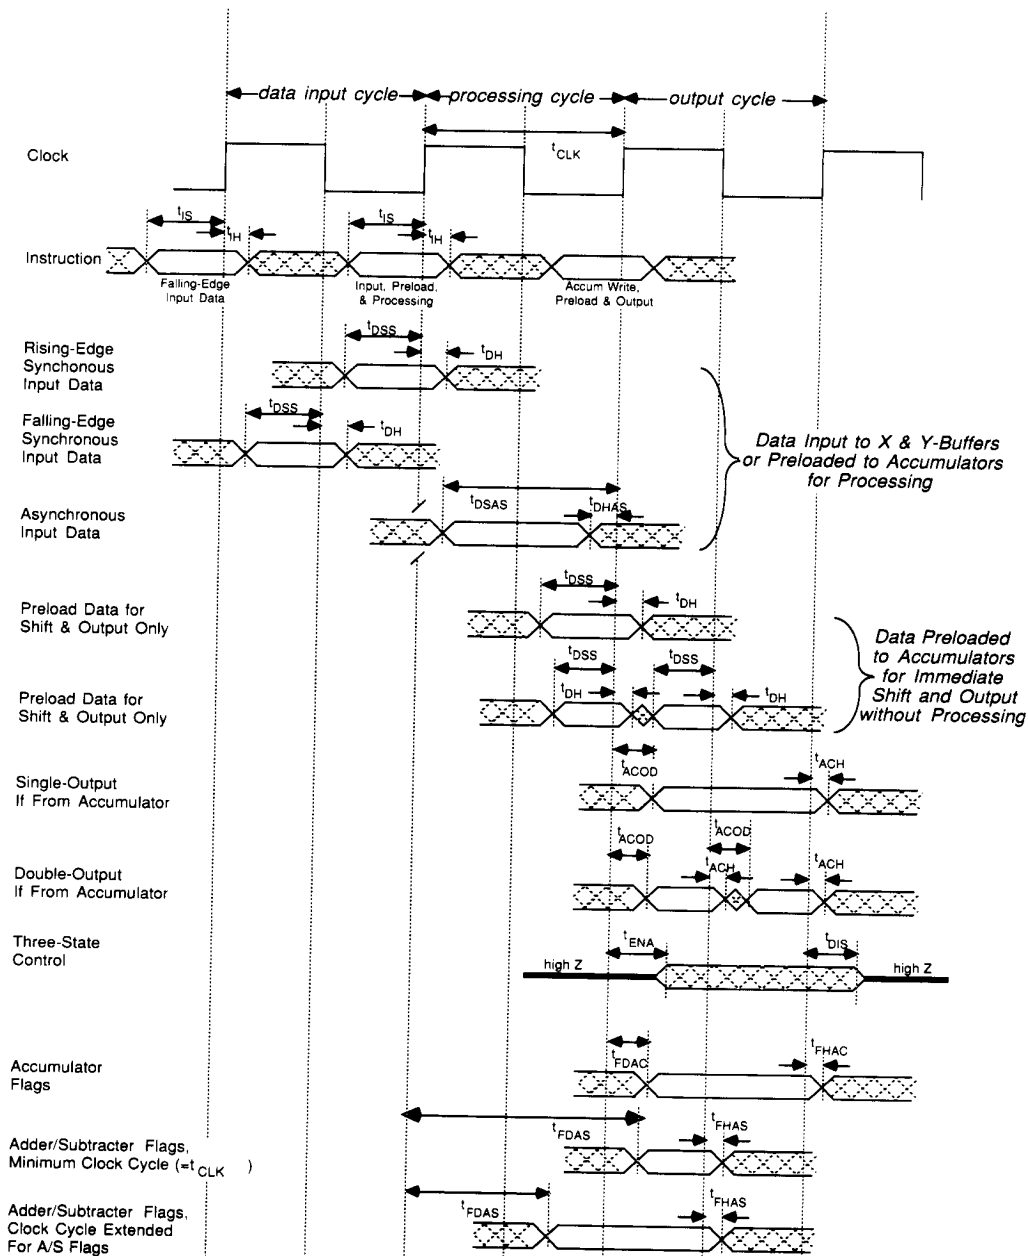 data input cycle processing cycle output cycle
Clock
tCLK
tIS tIS
tIH tIH
Instruction
Falling-Edge
Input Data
Input, Preload,
& Processing
Accum Write,
Preload & Output
tDSS
Rising-Edge
Synchonous
Input Data
tDH
tDSS
Falling-Edge
Synchronous
Input Data
tDH
Data Input to X & Y-Buffers
or Preloaded to Accumulators
for Processing
Asynchronous
Input Data
tDSAS tDHAS
tDSS
Preload Data for
Shift & Output Only
tDH
Data Preloaded
to Accumulators
for Immediate
Shift and Output
without Processing
tDSS tDSS
Preload Data for
Shift & Output Only
tDH tDH
tACOD tACH
Single-Output
If From Accumulator
tACOD tACOD
tACH tACH
Double-Output
If From Accumulator
Three-State
Control
tENA tDIS
high Z high Z
Accumulator
Flags
tFDAC tFHAC
Adder/Subtracter Flags,
Minimum Clock Cycle (=tCLK )
tFDAS tFHAS
Adder/Subtracter Flags,
Clock Cycle Extended
For A/S Flags
tFDAS tFHAS